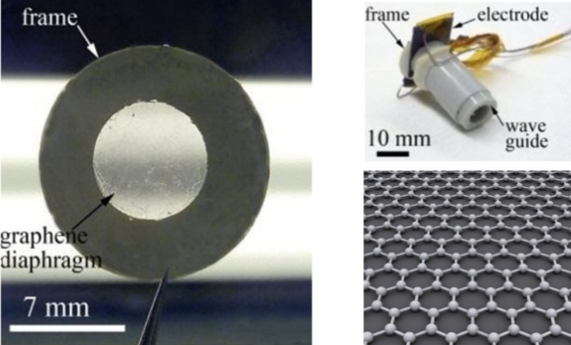 frame
graphene
diaphragm
7 mm
frame
electrode
wave
guide
10 mm